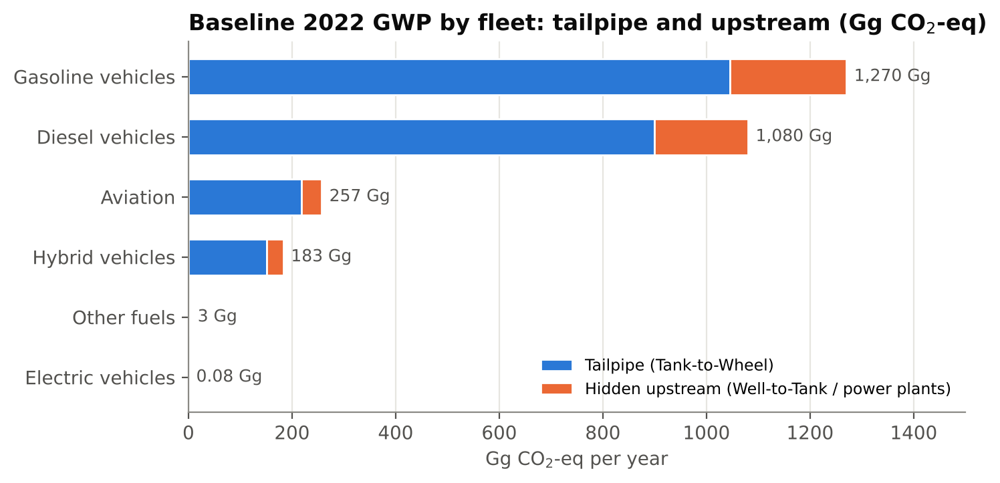 Baseline 2022 GWP by fleet: tailpipe and upstream (Gg CO₂-eq)
Gasoline vehicles
1,270 Gg
Diesel vehicles
1,080 Gg
Aviation
257 Gg
Hybrid vehicles
183 Gg
Other fuels
3 Gg
Electric vehicles
0.08 Gg
Tailpipe (Tank-to-Wheel)
Hidden upstream (Well-to-Tank / power plants)
0 200 400 600 800 1000 1200 1400
Gg CO₂-eq per year